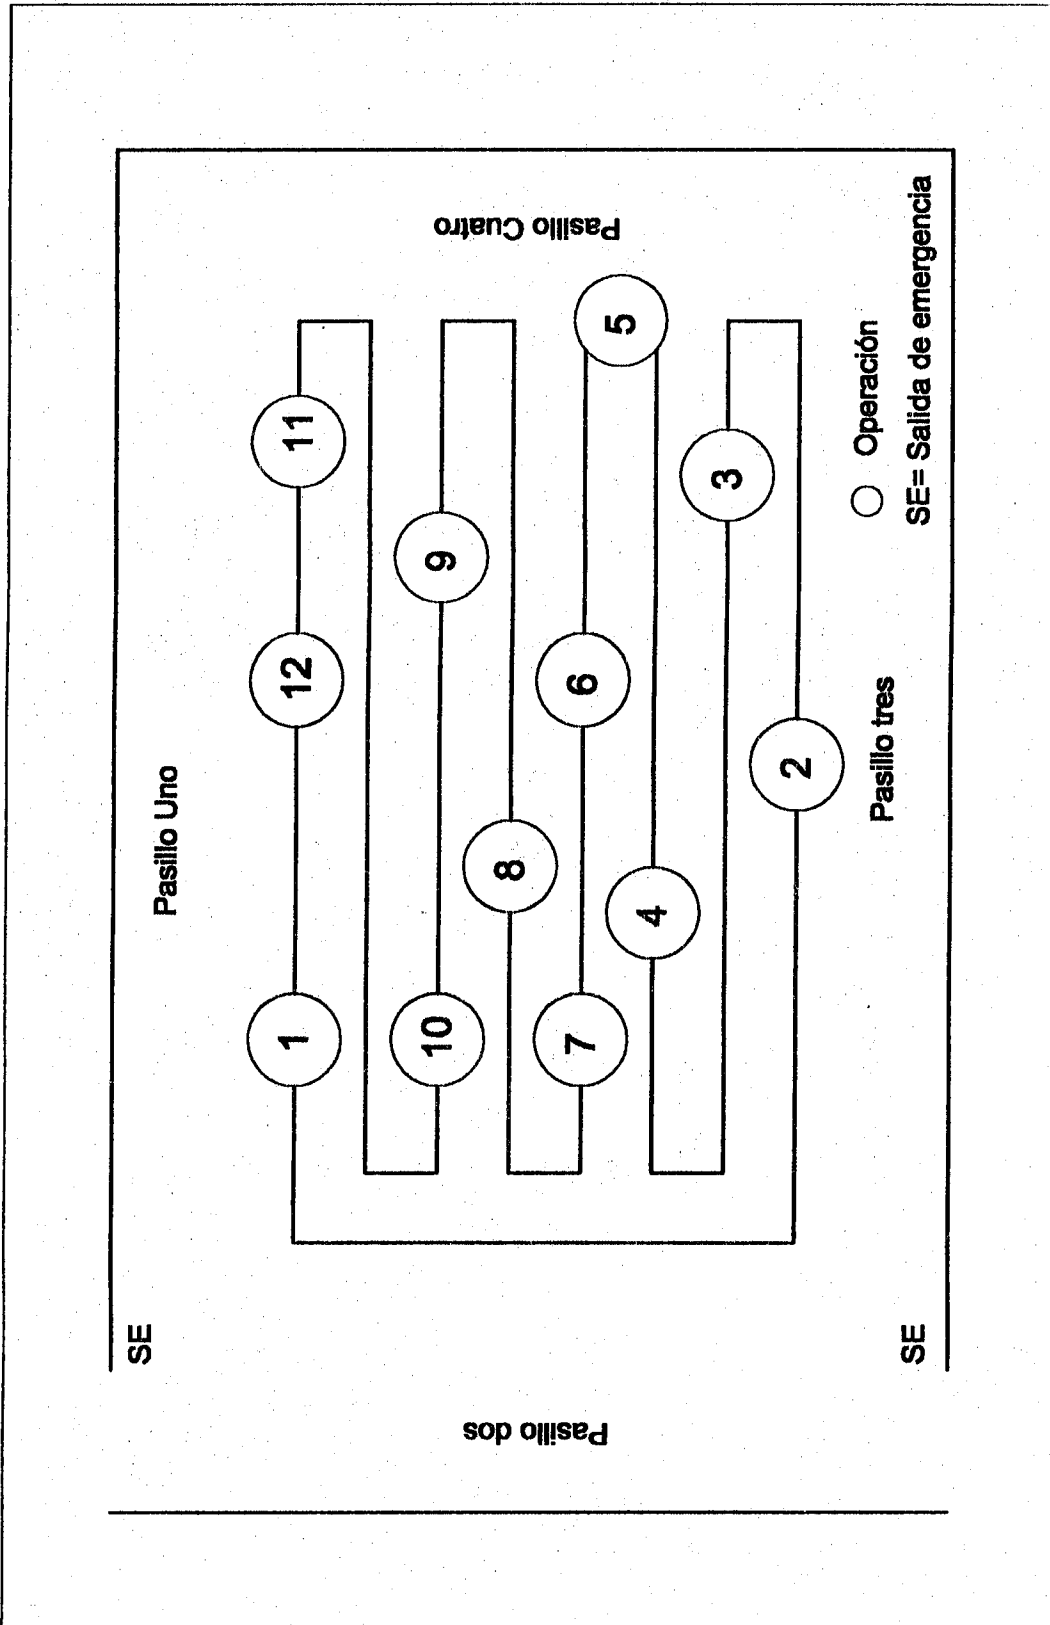 Pasillo Uno
Pasillo Cuatro
1
12
11
10
9
8
7
6
5
4
3
2
Pasillo tres
Operación
SE= Salida de emergencia
SE
SE
Pasillo dos